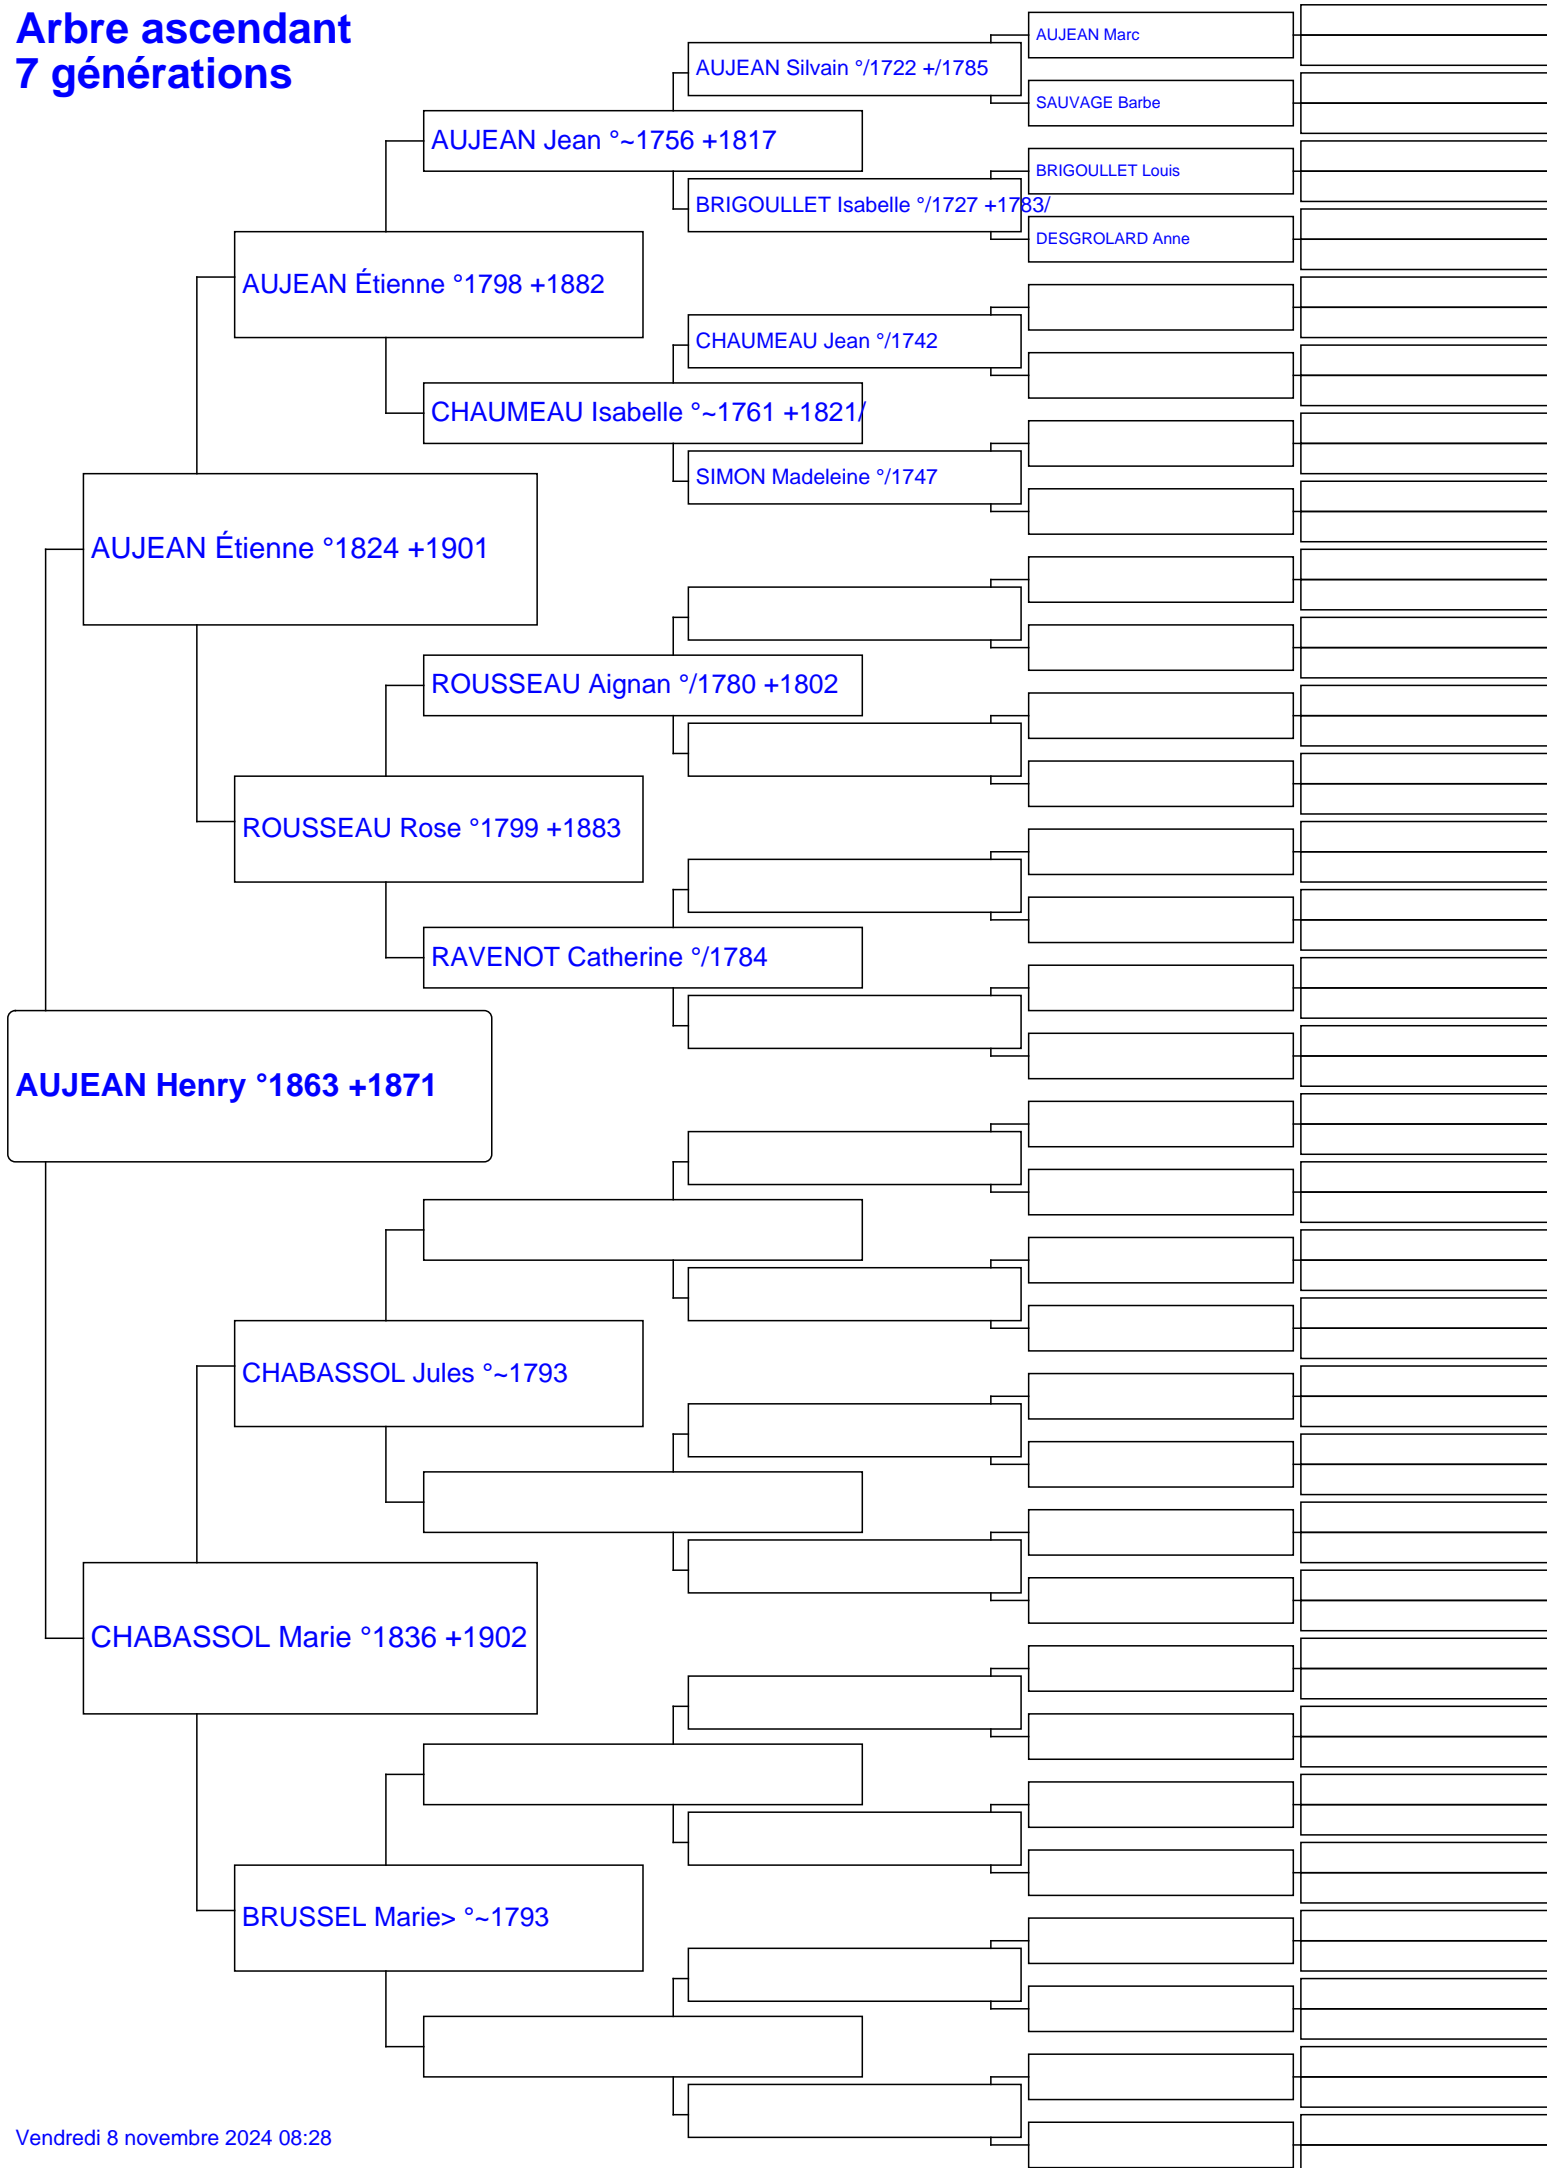 Arbre ascendant
7 générations
AUJEAN Marc
AUJEAN Silvain °/1722 +/1785
SAUVAGE Barbe
AUJEAN Jean °~1756 +1817
BRIGOULLET Louis
BRIGOULLET Isabelle °/1727 +1783/
DESGROLARD Anne
AUJEAN Étienne °1798 +1882
CHAUMEAU Jean °/1742
CHAUMEAU Isabelle °~1761 +1821/
SIMON Madeleine °/1747
AUJEAN Étienne °1824 +1901
ROUSSEAU Aignan °/1780 +1802
ROUSSEAU Rose °1799 +1883
RAVENOT Catherine °/1784
AUJEAN Henry °1863 +1871
CHABASSOL Jules °~1793
CHABASSOL Marie °1836 +1902
BRUSSEL Marie> °~1793
Vendredi 8 novembre 2024 08:28